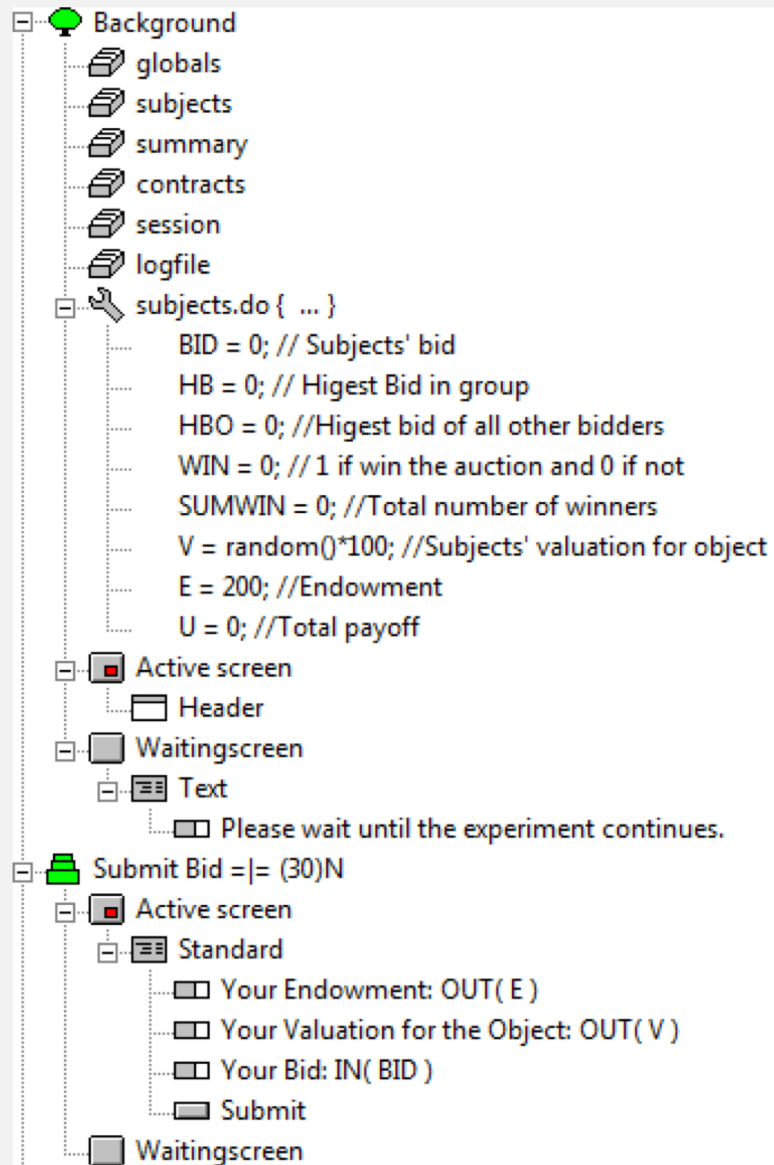 Background
globals
subjects
summary
contracts
session
logfile
subjects.do { ... }
BID = 0; // Subjects' bid
HB = 0; // Higest Bid in group
HBO = 0; //Higest bid of all other bidders
WIN = 0; // 1 if win the auction and 0 if not
SUMWIN = 0; //Total number of winners
V = random()*100; //Subjects' valuation for object
E = 200; //Endowment
U = 0; //Total payoff
Active screen
Header
Waitingscreen
Text
Please wait until the experiment continues.
Submit Bid =|= (30)N
Active screen
Standard
Your Endowment: OUT( E )
Your Valuation for the Object: OUT( V )
Your Bid: IN( BID )
Submit
Waitingscreen